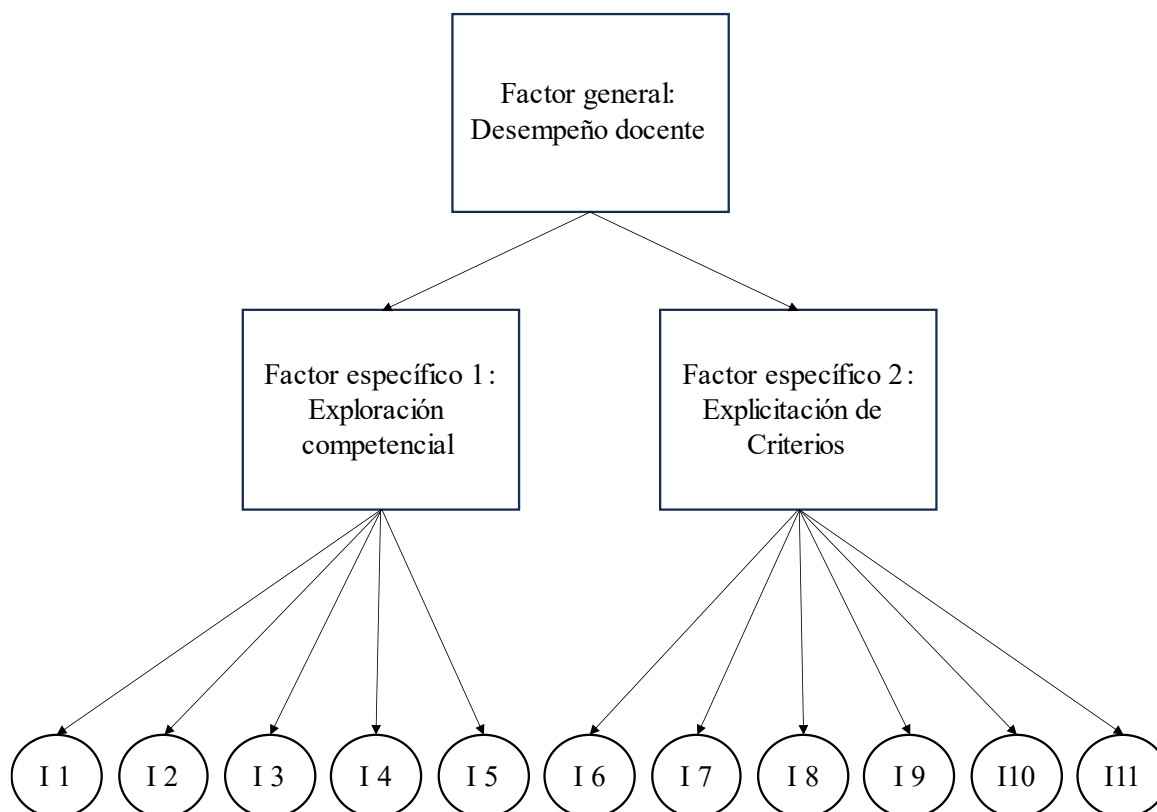 Factor general:
Desempeño docente
Factor específico 1:
Exploración
competencial
Factor específico 2:
Explicitación de
Criterios
I 1
I 2
I 3
I 4
I 5
I 6
I 7
I 8
I 9
I10
I11